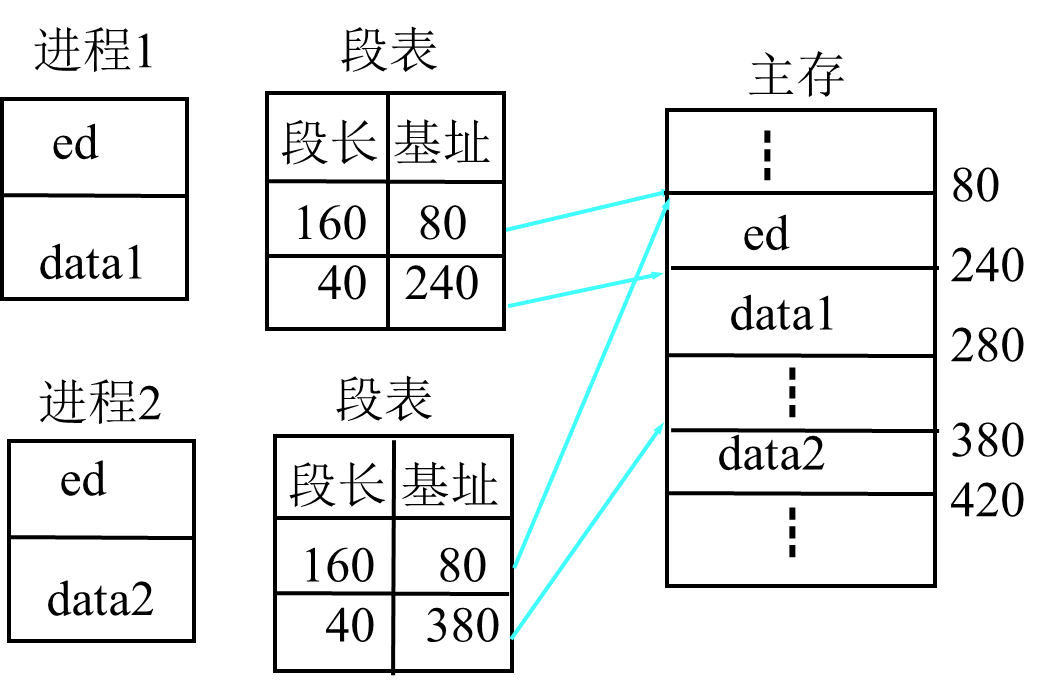 进程1
ed
data1
段表
段长 基址
160 80
40 240
进程2
ed
data2
段表
段长 基址
160 80
40 380
主存
80
ed
240
data1
280
380
data2
420